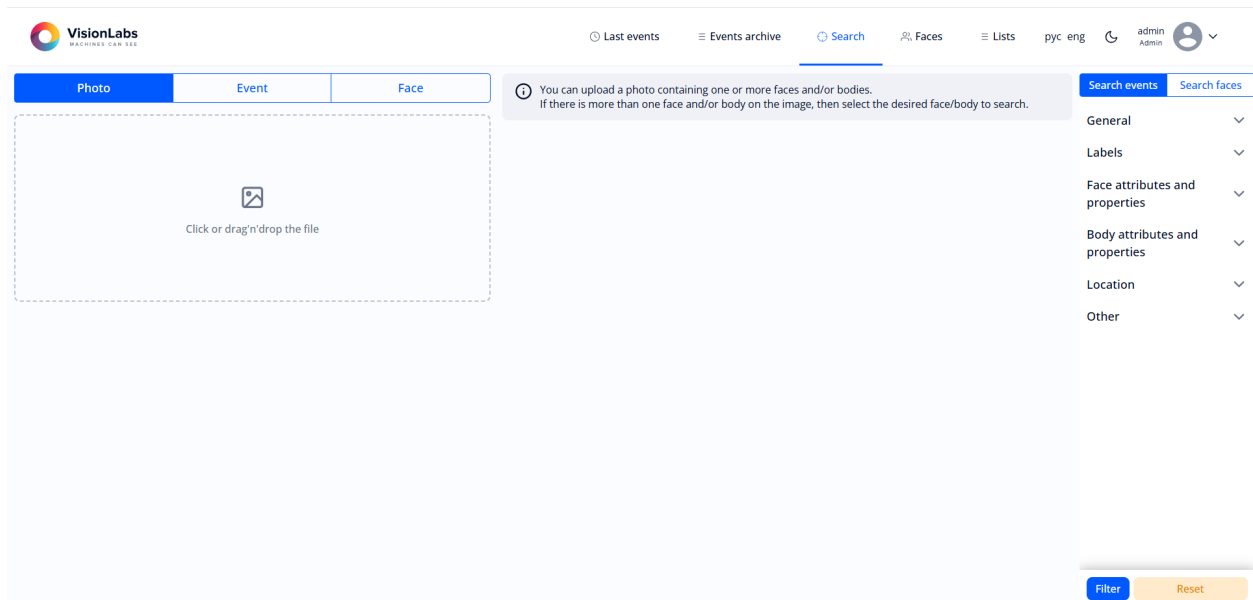 VisionLabs
MACHINES CAN SEE
Last events
Events archive
Search
Faces
Lists
рус eng
admin
Admin
Photo
Event
Face
Click or drag'n'drop the file
You can upload a photo containing one or more faces and/or bodies.
If there is more than one face and/or body on the image, then select the desired face/body to search.
Search events
Search faces
General
Labels
Face attributes and
properties
Body attributes and
properties
Location
Other
Filter
Reset